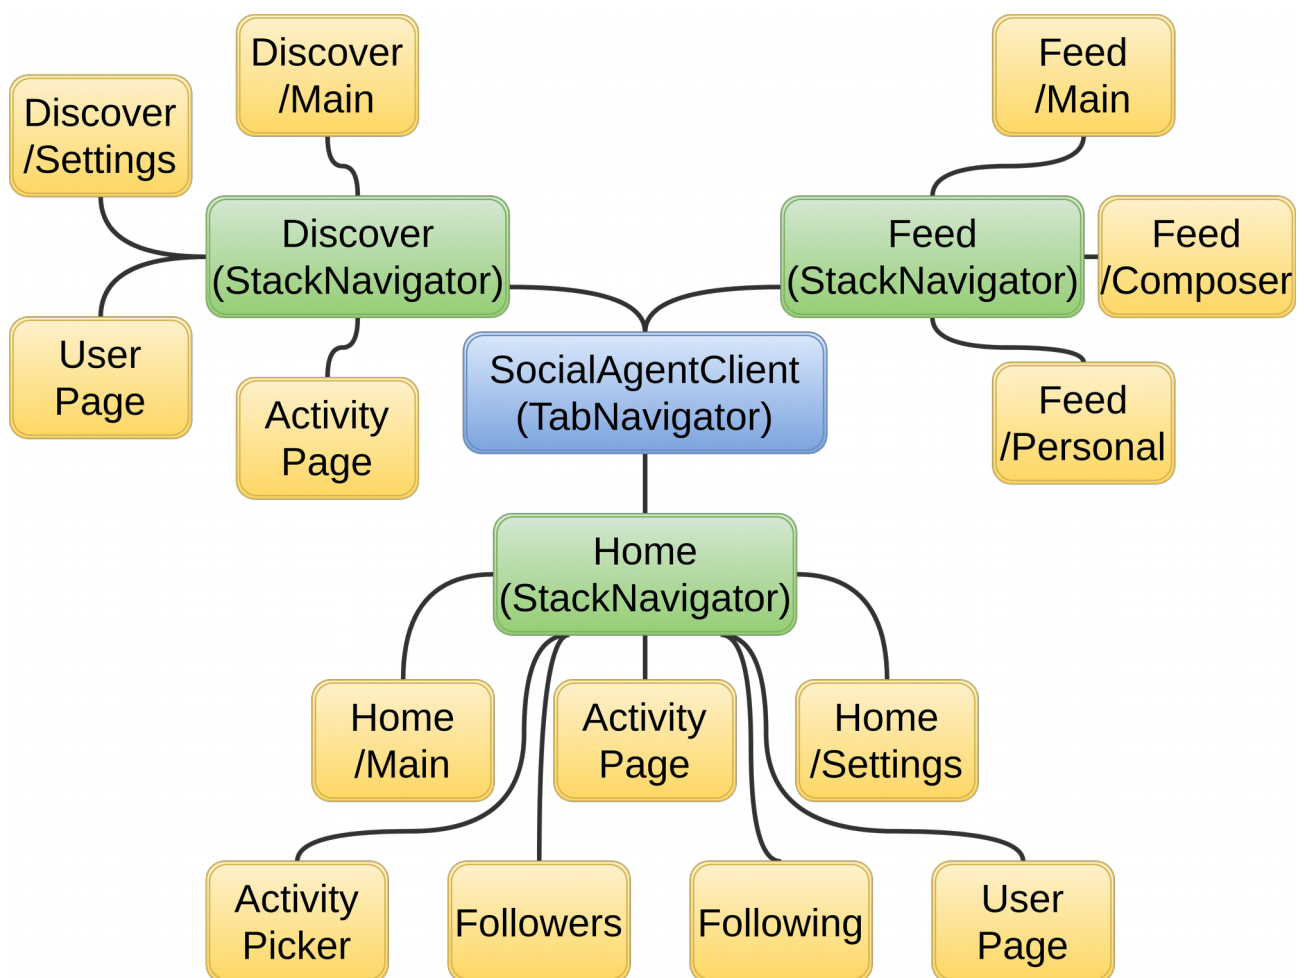 Discover
/Main
Feed
/Main
Discover
/Settings
Discover
(StackNavigator)
Feed
(StackNavigator)
Feed
/Composer
User
Page
Activity
Page
SocialAgentClient
(TabNavigator)
Feed
/Personal
Home
(StackNavigator)
Home
/Main
Activity
Page
Home
/Settings
Activity
Picker
Followers
Following
User
Page